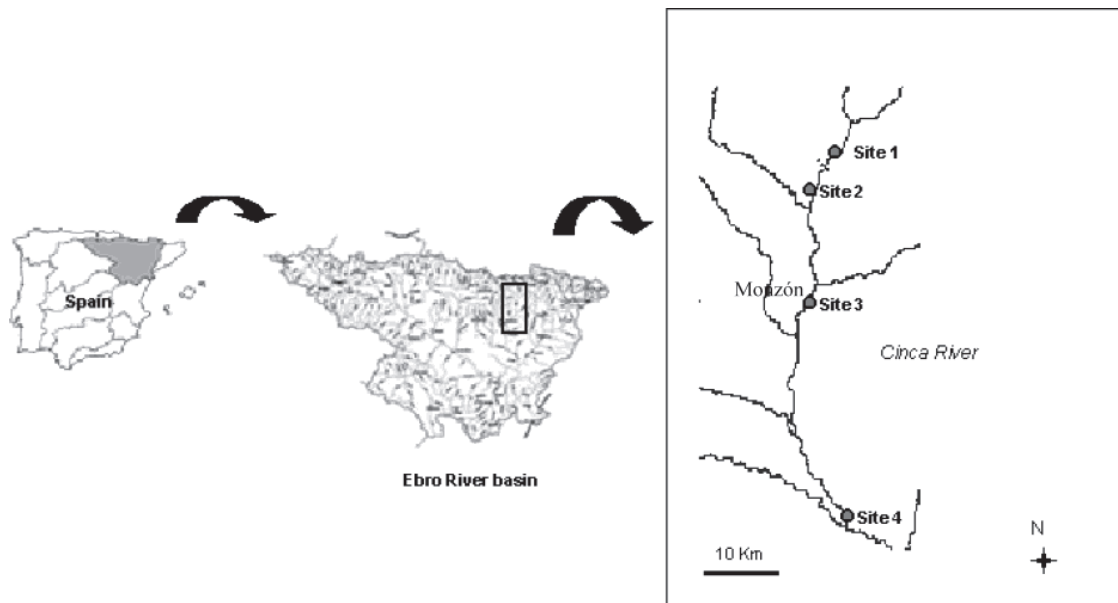 Spain
Ebro River basin
Site 1
Site 2
Monzón
Site 3
Cinca River
Site 4
10 Km
N